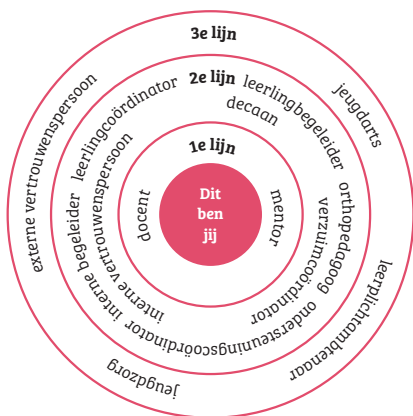 3e lijn
externe vertrouwenspersoon
jeugdarts
leerplichtambtenaar
jeugdzorg
2e lijn
leerlingcoördinator
leerlingbegeleider
decaan
interne begeleider
interne vertrouwenspersoon
orthopedagoog
verzuimcoördinator
ondersteuningscoördinator
1e lijn
docent
mentor
Dit
ben
jij